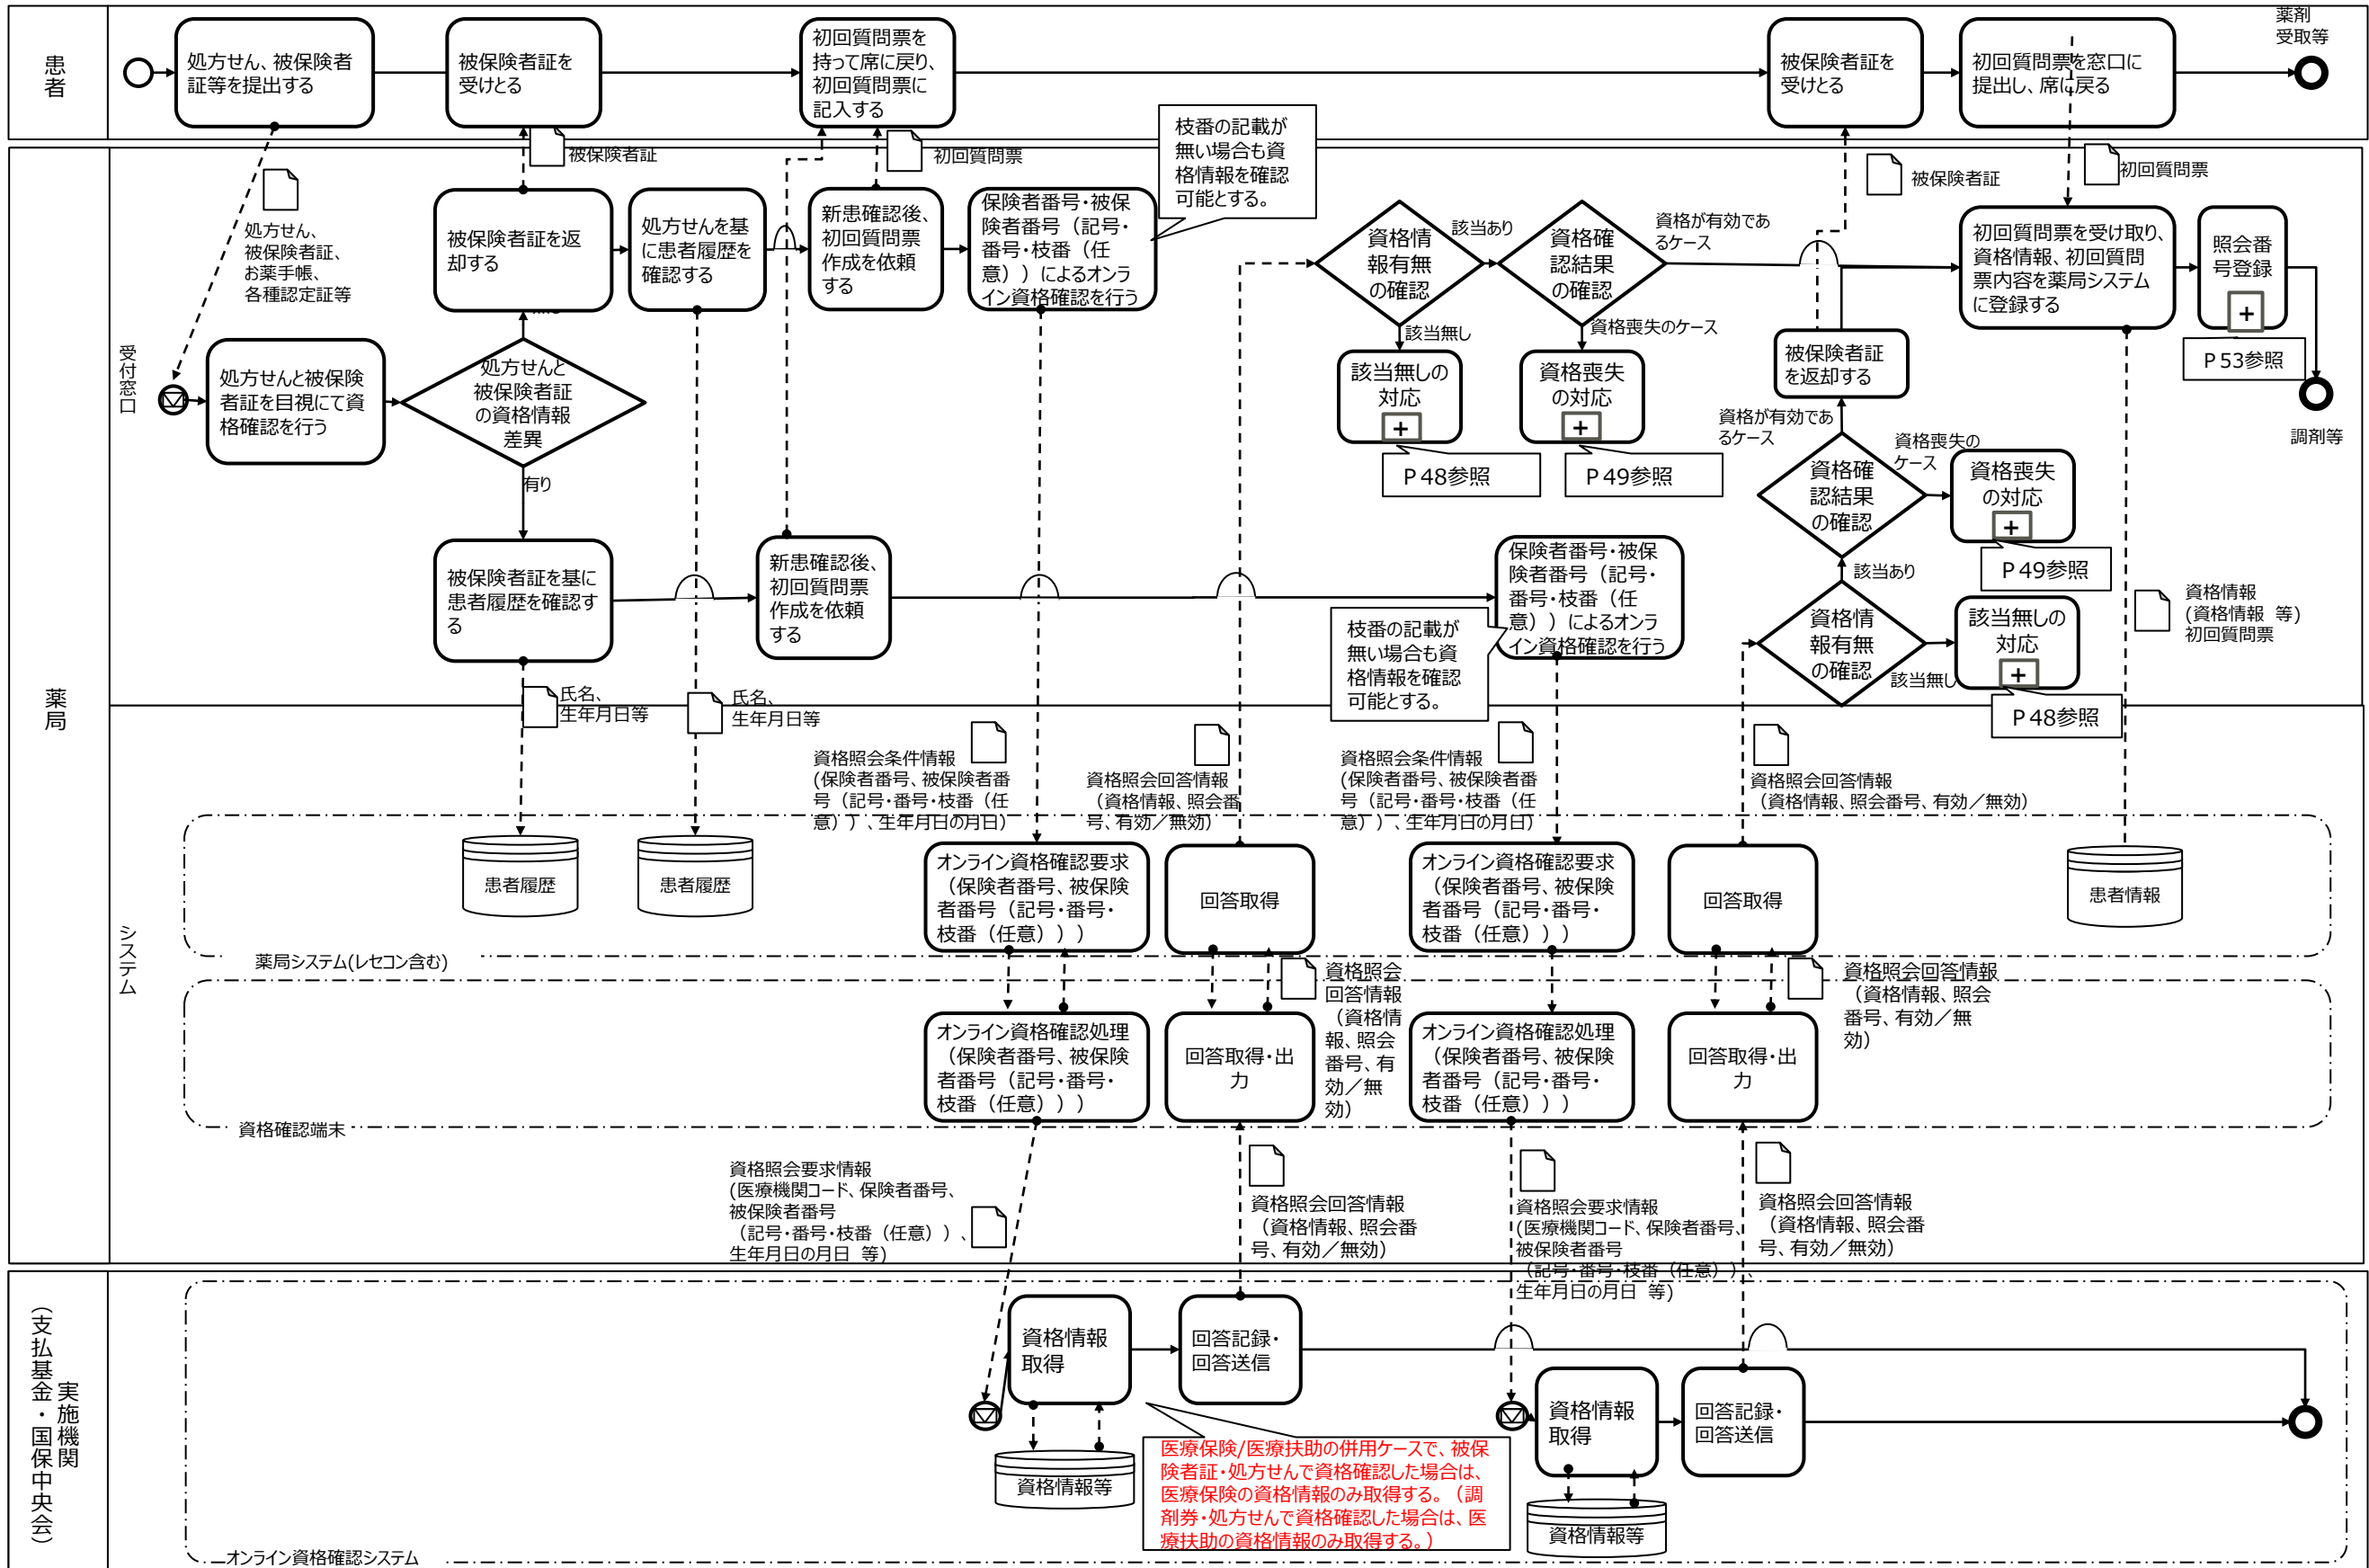 患者
処方せん、被保険者
証等を提出する
被保険者証を
受けとる
初回質問票を
持って席に戻り、
初回質問票に
記入する
被保険者証を
受けとる
初回質問票を窓口に
提出し、席に戻る
薬剤
受取等
薬局
受付窓口
処方せん、
被保険者証、
お薬手帳、
各種認定証等
被保険者証
初回質問票
被保険者証
初回質問票
被保険者証を返
却する
処方せんを基
に患者履歴を
確認する
新患確認後、
初回質問票
作成を依頼
する
保険者番号・被保
険者番号（記号・
番号・枝番（任
意））によるオンラ
イン資格確認を行う
枝番の記載が
無い場合も資
格情報を確認
可能とする。
資格情
報有無
の確認
該当あり
資格確
認結果
の確認
資格が有効であ
るケース
該当無し
資格喪失のケース
該当無しの
対応
+
P48参照
資格喪失
の対応
+
P49参照
初回質問票を受け取り、
資格情報、初回質問
票内容を薬局システム
に登録する
照会番
号登録
+
P53参照
調剤等
処方せんと被保険
者証を目視にて資
格確認を行う
処方せんと
被保険者証
の資格情報
差異
有り
被保険者証
を返却する
資格が有効であ
るケース
資格確
認結果
の確認
資格喪失の
ケース
資格喪失
の対応
+
P49参照
該当あり
資格情
報有無
の確認
該当無し
該当無しの
対応
+
P48参照
被保険者証を基に
患者履歴を確認す
る
新患確認後、
初回質問票
作成を依頼
する
保険者番号・被保
険者番号（記号・
番号・枝番（任
意））によるオンラ
イン資格確認を行う
枝番の記載が
無い場合も資
格情報を確認
可能とする。
資格情報
(資格情報 等)
初回質問票
システム
氏名、
生年月日等
氏名、
生年月日等
資格照会条件情報
(保険者番号、被保険者番
号（記号・番号・枝番（任
意））、生年月日の月日)
資格照会回答情報
（資格情報、照会番
号、有効／無効）
資格照会条件情報
(保険者番号、被保険者番
号（記号・番号・枝番（任
意））、生年月日の月日)
資格照会回答情報
（資格情報、照会番号、有効／無効）
患者履歴
患者履歴
オンライン資格確認要求
（保険者番号、被保険
者番号（記号・番号・
枝番（任意）））
回答取得
オンライン資格確認要求
（保険者番号、被保険
者番号（記号・番号・
枝番（任意）））
回答取得
患者情報
薬局システム(レセコン含む)
資格照会
回答情報
（資格情
報、照会
番号、有
効／無
効）
資格照会回答情報
（資格情報、照会
番号、有効／無
効）
オンライン資格確認処理
（保険者番号、被保険
者番号（記号・番号・
枝番（任意）））
回答取得・出
力
オンライン資格確認処理
（保険者番号、被保険
者番号（記号・番号・
枝番（任意）））
回答取得・出
力
資格確認端末
資格照会要求情報
(医療機関コード、保険者番号、
被保険者番号
（記号・番号・枝番（任意））、
生年月日の月日 等)
資格照会回答情報
（資格情報、照会番
号、有効／無効）
資格照会要求情報
(医療機関コード、保険者番号、
被保険者番号
（記号・番号・枝番（任意））、
生年月日の月日 等)
資格照会回答情報
（資格情報、照会番
号、有効／無効）
実施機関
（支払基金・国保中央会）
資格情報
取得
回答記録・
回答送信
資格情報等
医療保険/医療扶助の併用ケースで、被保
険者証・処方せんで資格確認した場合は、
医療保険の資格情報のみ取得する。（調
剤券・処方せんで資格確認した場合は、医
療扶助の資格情報のみ取得する。）
資格情報
取得
回答記録・
回答送信
資格情報等
オンライン資格確認システム